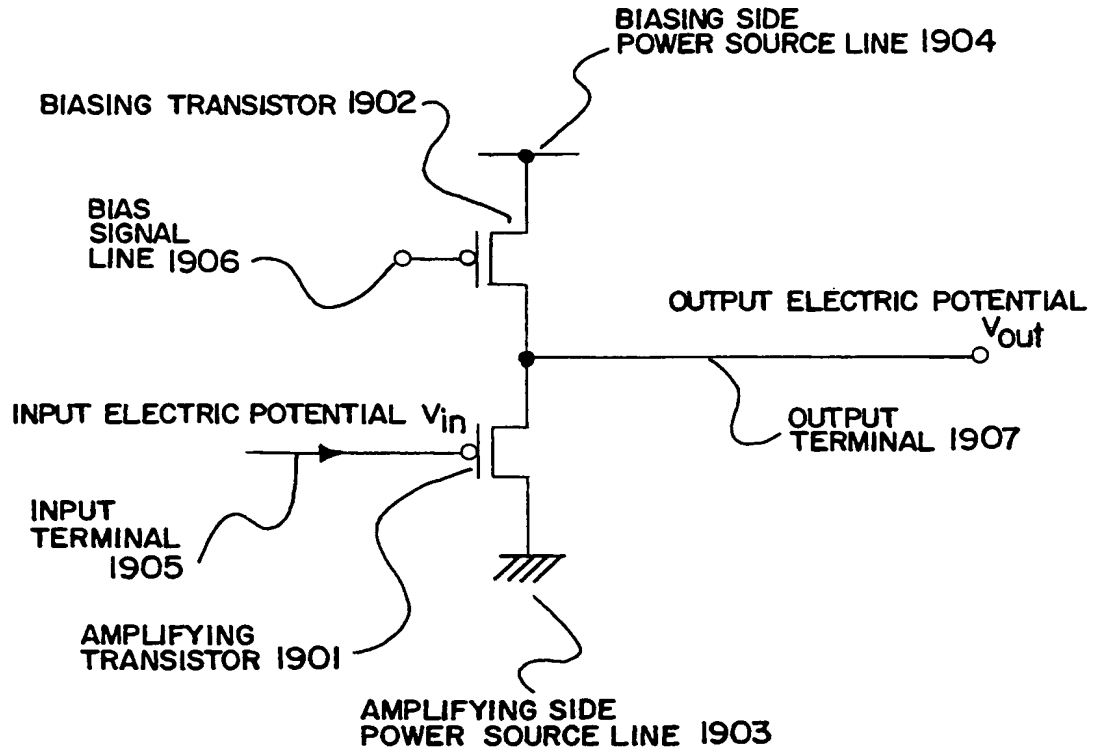 BIASING SIDE
POWER SOURCE LINE 1904
BIASING TRANSISTOR 1902
BIAS
SIGNAL
LINE 1906
OUTPUT ELECTRIC POTENTIAL
Vout
INPUT ELECTRIC POTENTIAL Vin
OUTPUT
TERMINAL 1907
INPUT
TERMINAL
1905
AMPLIFYING
TRANSISTOR 1901
AMPLIFYING SIDE
POWER SOURCE LINE 1903